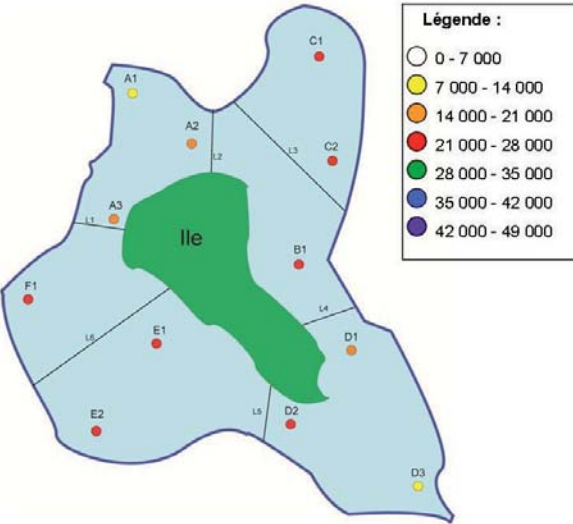 Légende :
0 - 7 000
7 000 - 14 000
14 000 - 21 000
21 000 - 28 000
28 000 - 35 000
35 000 - 42 000
42 000 - 49 000
C1
A1
A2
L2
L3
C2
A3
L1
Ile
B1
F1
L4
E1
L6
D1
E2
L5
D2
D3